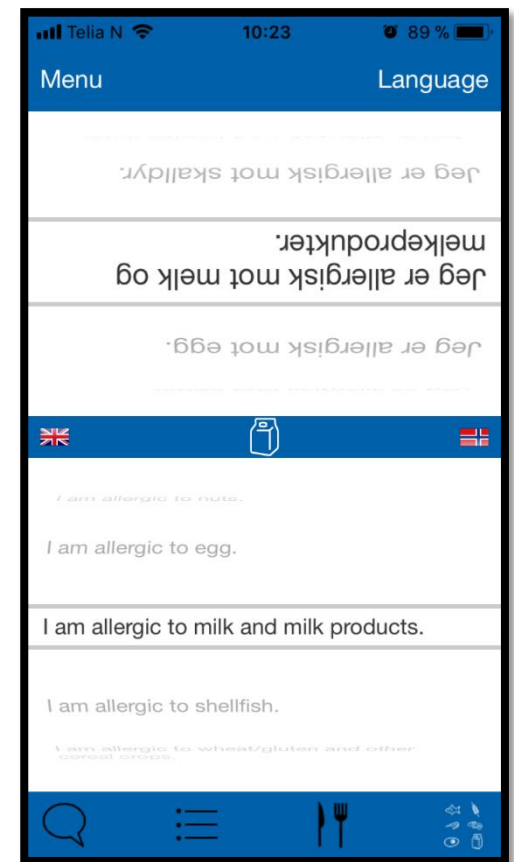 Telia N 10:23 89 %
Menu Language
Jeg er allergisk mot skalldyr.
Jeg er allergisk mot melk og
melkeprodukter.
Jeg er allergisk mot egg.
I am allergic to nuts.
I am allergic to egg.
I am allergic to milk and milk products.
I am allergic to shellfish.
I am allergic to wheat/gluten and other
cereal crops.